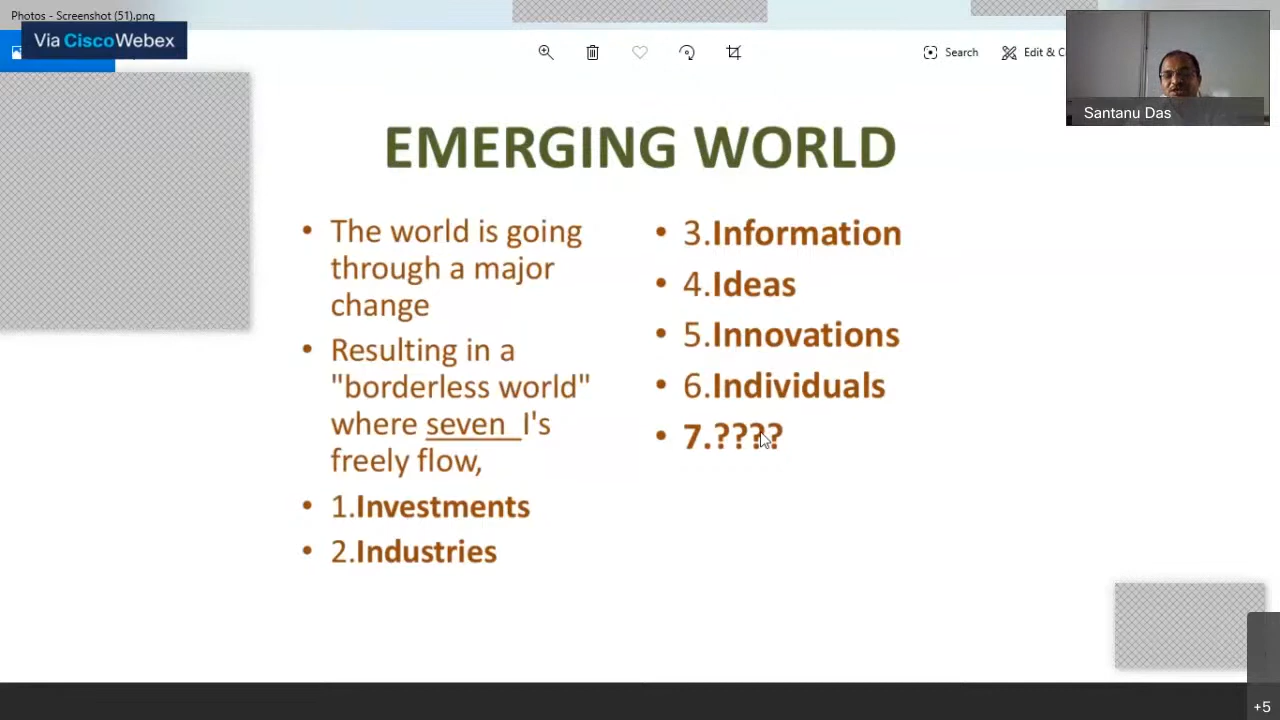 Photos - Screenshot (51).png
Via CiscoWebex
Search
Edit & C
Santanu Das
EMERGING WORLD
• The world is going
through a major
change
• Resulting in a
"borderless world"
where seven I's
freely flow,
• 1.Investments
• 2.Industries
• 3.Information
• 4.Ideas
• 5.Innovations
• 6.Individuals
• 7.????
+5